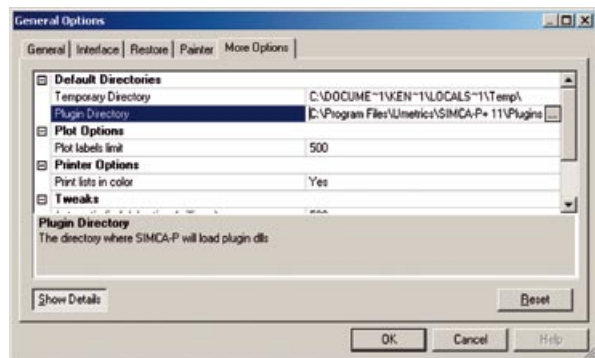 General Options
General Interface Restore Painter More Options
Default Directories
Temporary Directory C:\DOCUME~1\KEN~1\LOCALS~1\Temp\
Plugin Directory C:\Program Files\Umetrics\SIMCA-P+ 11\Plugins ...
Plot Options
Plot labels limit 500
Printer Options
Print lists in color Yes
Tweaks
Plugin Directory
The directory where SIMCA-P will load plugin dlls
Show Details Reset
OK Cancel Help